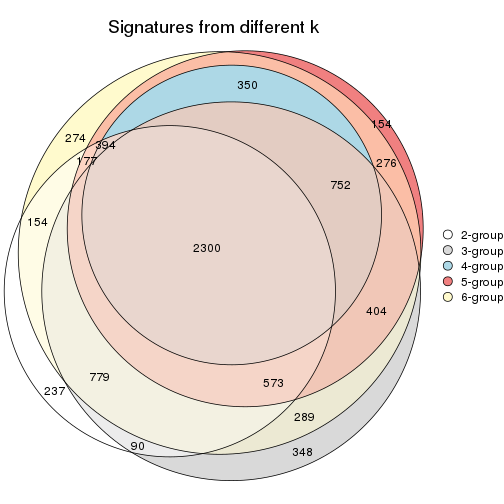 Signatures from different k
350
154
274
394
276
177
752
154
2300
2-group
3-group
4-group
5-group
6-group
404
779
573
237
289
90
348